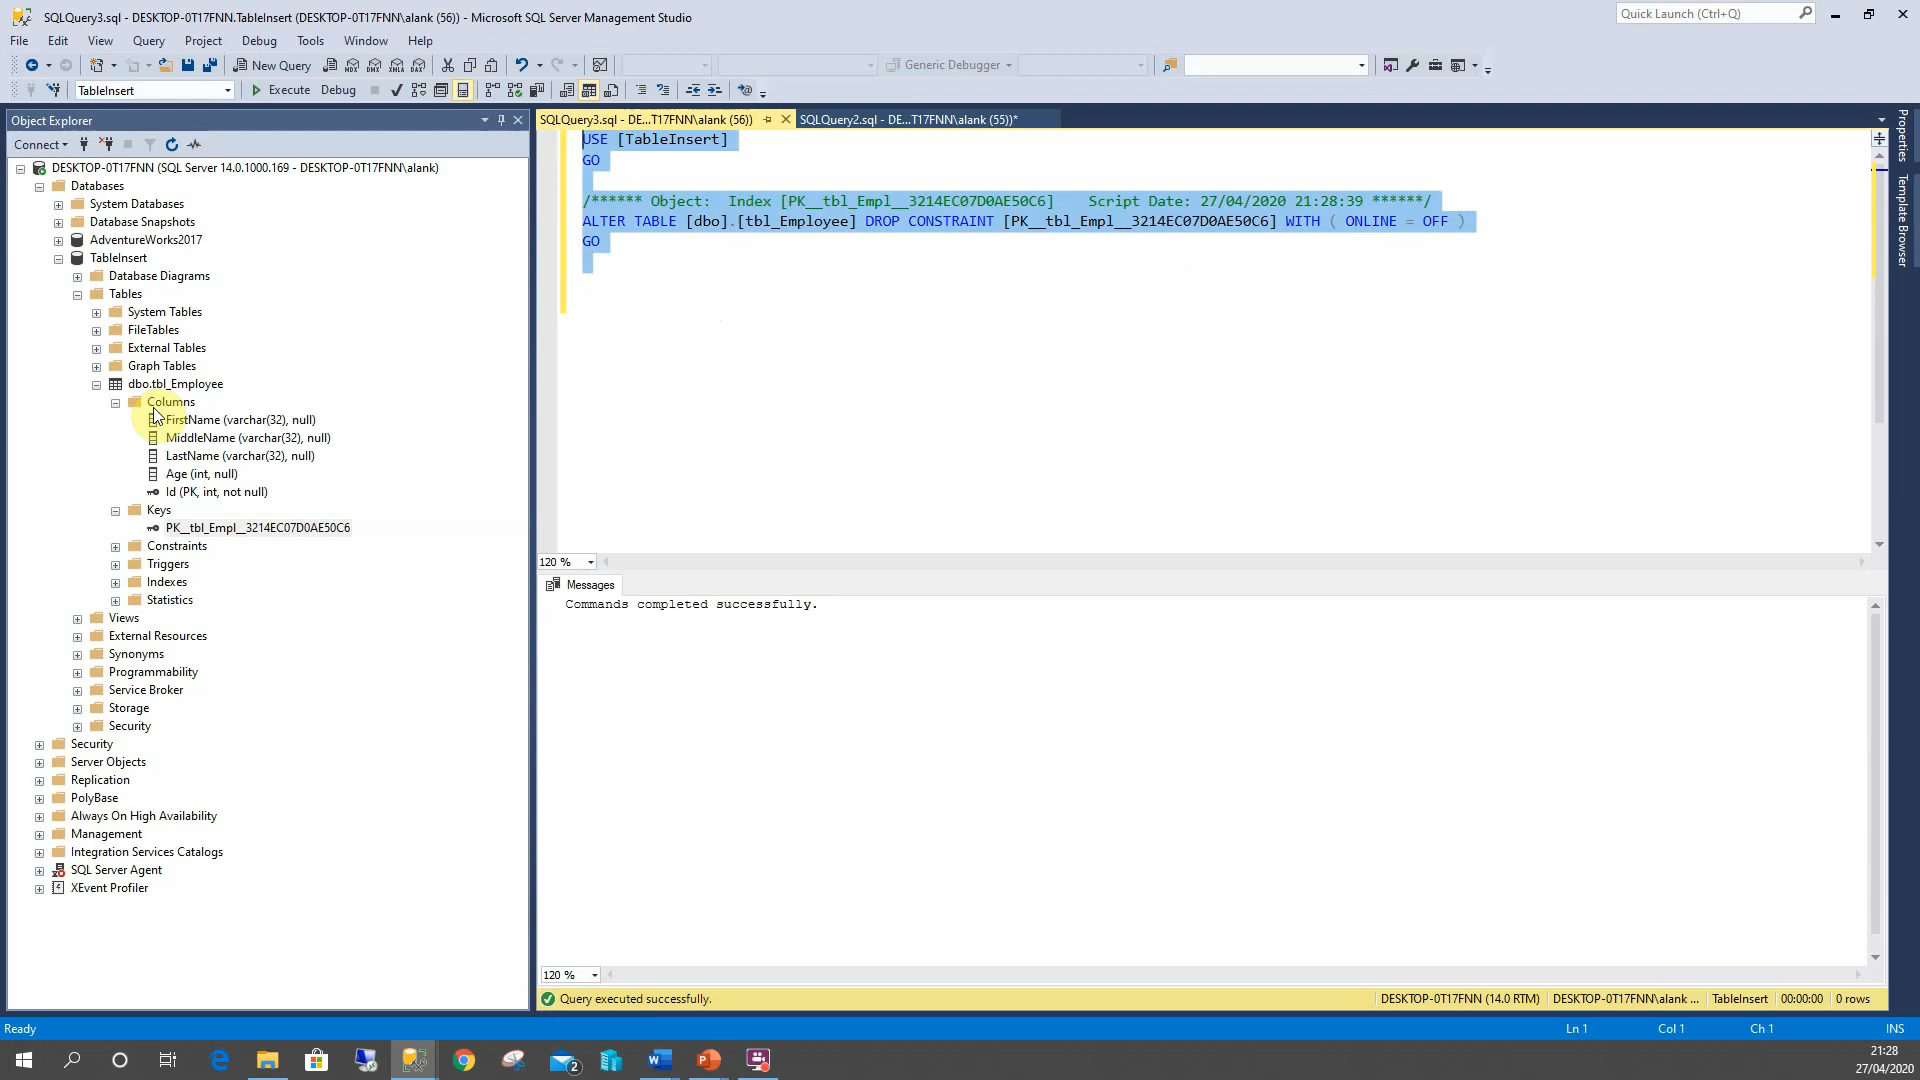 SQLQuery3.sql - DESKTOP-0T17FNN.TableInsert (DESKTOP-0T17FNN\alank (56)) - Microsoft SQL Server Management Studio
Quick Launch (Ctrl+Q)
File Edit View Query Project Debug Tools Window Help
New Query MDX DMX XMLA DAX Generic Debugger
TableInsert Execute Debug
Object Explorer
SQLQuery3.sql - DE...T17FNN\alank (56))
SQLQuery2.sql - DE...T17FNN\alank (55))*
Connect
DESKTOP-0T17FNN (SQL Server 14.0.1000.169 - DESKTOP-0T17FNN\alank)
Databases
System Databases
Database Snapshots
AdventureWorks2017
TableInsert
Database Diagrams
Tables
System Tables
FileTables
External Tables
Graph Tables
dbo.tbl_Employee
Columns
FirstName (varchar(32), null)
MiddleName (varchar(32), null)
LastName (varchar(32), null)
Age (int, null)
Id (PK, int, not null)
Keys
PK__tbl_Empl__3214EC07D0AE50C6
Constraints
Triggers
Indexes
Statistics
Views
External Resources
Synonyms
Programmability
Service Broker
Storage
Security
Security
Server Objects
Replication
PolyBase
Always On High Availability
Management
Integration Services Catalogs
SQL Server Agent
XEvent Profiler
USE [TableInsert]
GO
/****** Object:  Index [PK__tbl_Empl__3214EC07D0AE50C6]    Script Date: 27/04/2020 21:28:39 ******/
ALTER TABLE [dbo].[tbl_Employee] DROP CONSTRAINT [PK__tbl_Empl__3214EC07D0AE50C6] WITH ( ONLINE = OFF )
GO
120 %
Messages
Commands completed successfully.
120 %
Query executed successfully.
DESKTOP-0T17FNN (14.0 RTM) DESKTOP-0T17FNN\alank ... TableInsert 00:00:00 0 rows
Properties
Template Browser
Ready
Ln 1 Col 1 Ch 1 INS
2
21:28
27/04/2020